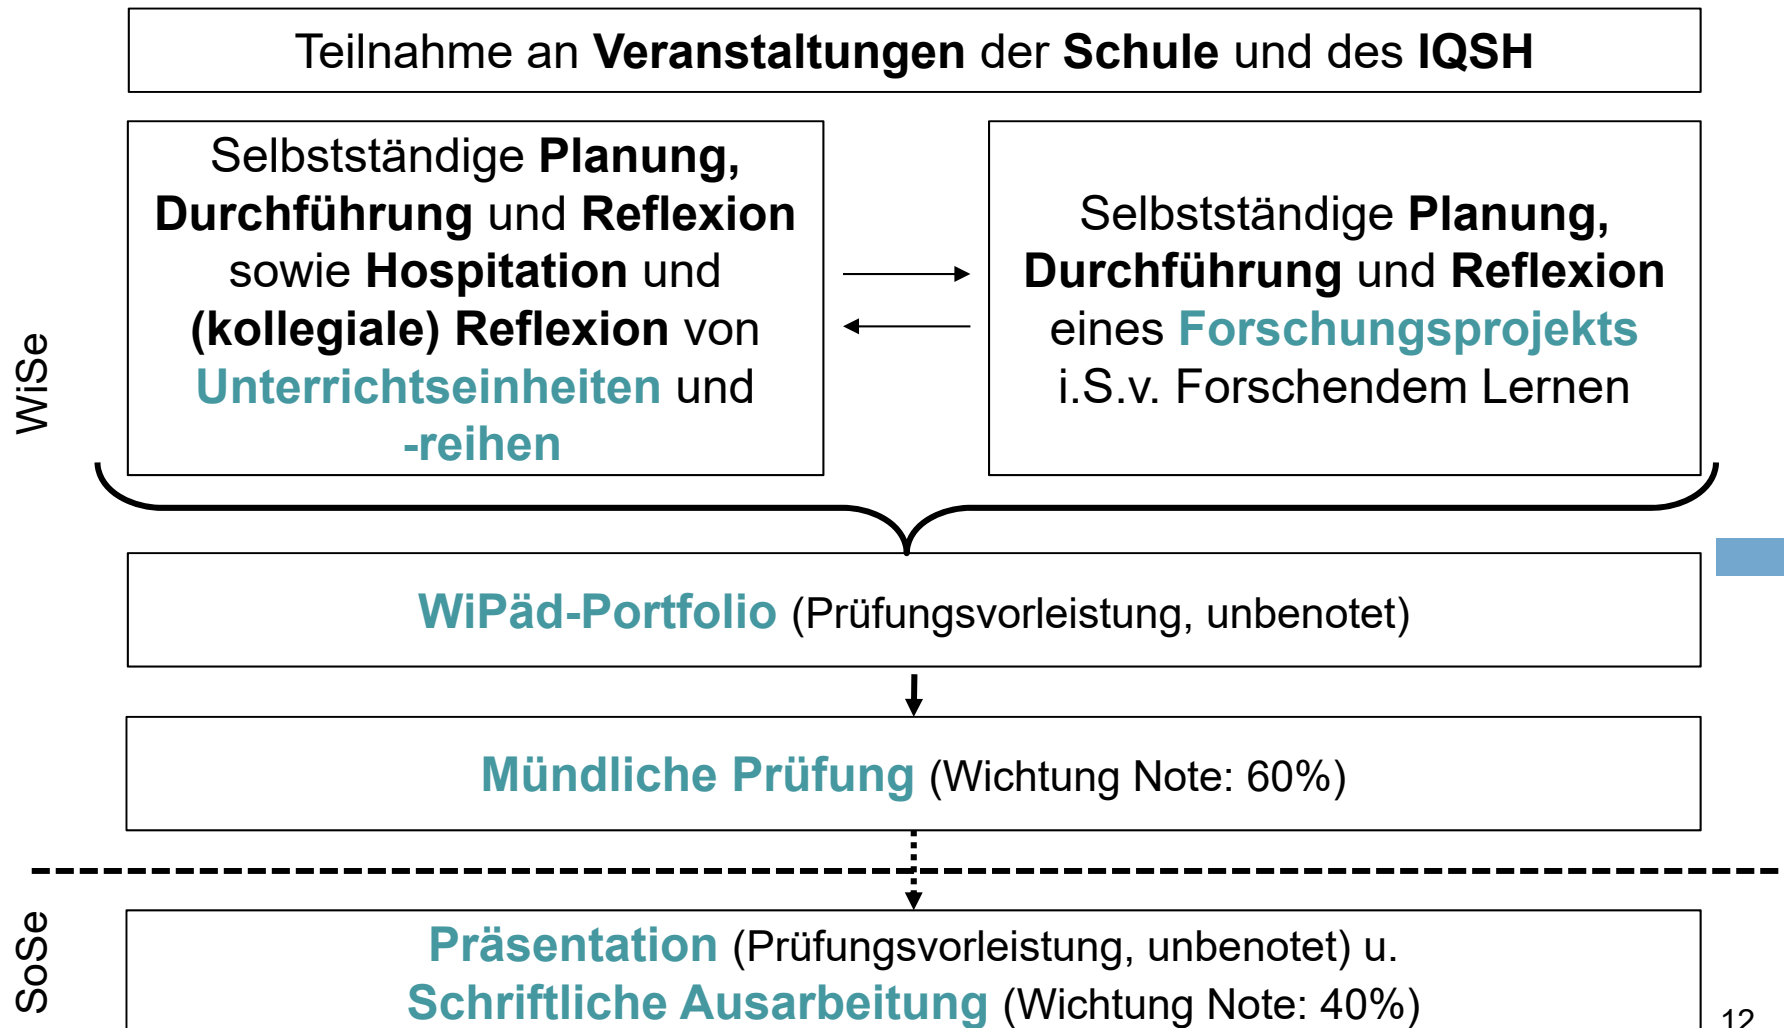 Teilnahme an Veranstaltungen der Schule und des IQSH
WiSe
Selbstständige Planung,
Durchführung und Reflexion
sowie Hospitation und
(kollegiale) Reflexion von
Unterrichtseinheiten und
-reihen
Selbstständige Planung,
Durchführung und Reflexion
eines Forschungsprojekts
i.S.v. Forschendem Lernen
WiPäd-Portfolio (Prüfungsvorleistung, unbenotet)
Mündliche Prüfung (Wichtung Note: 60%)
SoSe
Präsentation (Prüfungsvorleistung, unbenotet) u.
Schriftliche Ausarbeitung (Wichtung Note: 40%)
12